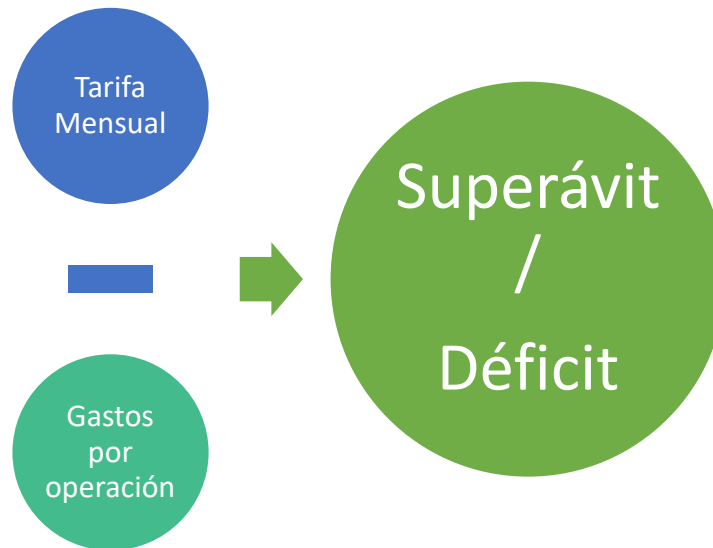 Tarifa
Mensual
Gastos
por
operación
Superávit
/
Déficit